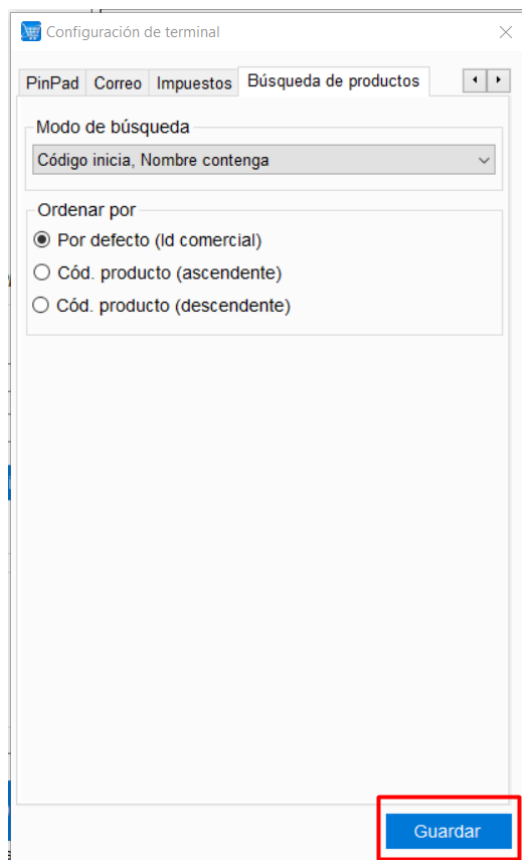 Configuración de terminal
PinPad Correo Impuestos Búsqueda de productos
Modo de búsqueda
Código inicia, Nombre contenga
Ordenar por
Por defecto (Id comercial)
Cód. producto (ascendente)
Cód. producto (descendente)
Guardar